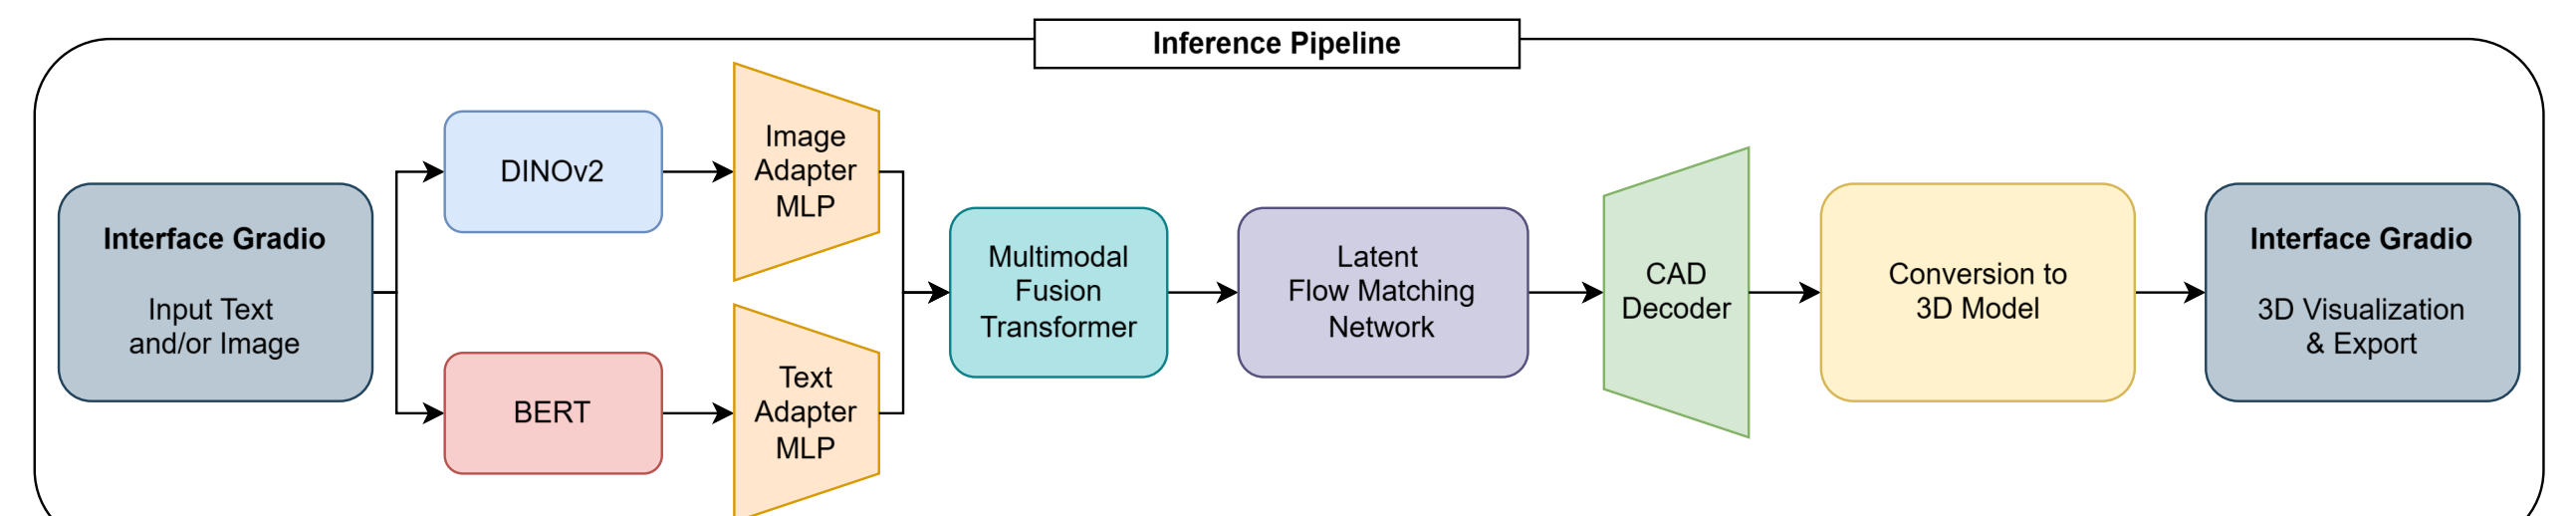 Inference Pipeline
Interface Gradio
Input Text
and/or Image
DINOv2
BERT
Image
Adapter
MLP
Text
Adapter
MLP
Multimodal
Fusion
Transformer
Latent
Flow Matching
Network
CAD
Decoder
Conversion to
3D Model
Interface Gradio
3D Visualization
& Export